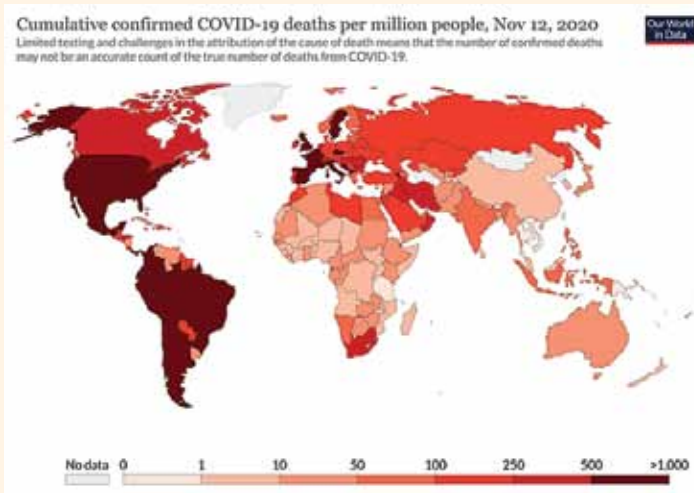 Cumulative confirmed COVID-19 deaths per million people, Nov 12, 2020
Our World
in Data
Limited testing and challenges in the attribution of the cause of death means that the number of confirmed deaths
may not be an accurate count of the true number of deaths from COVID-19.
No data 0 1 10 50 100 250 500 >1,000